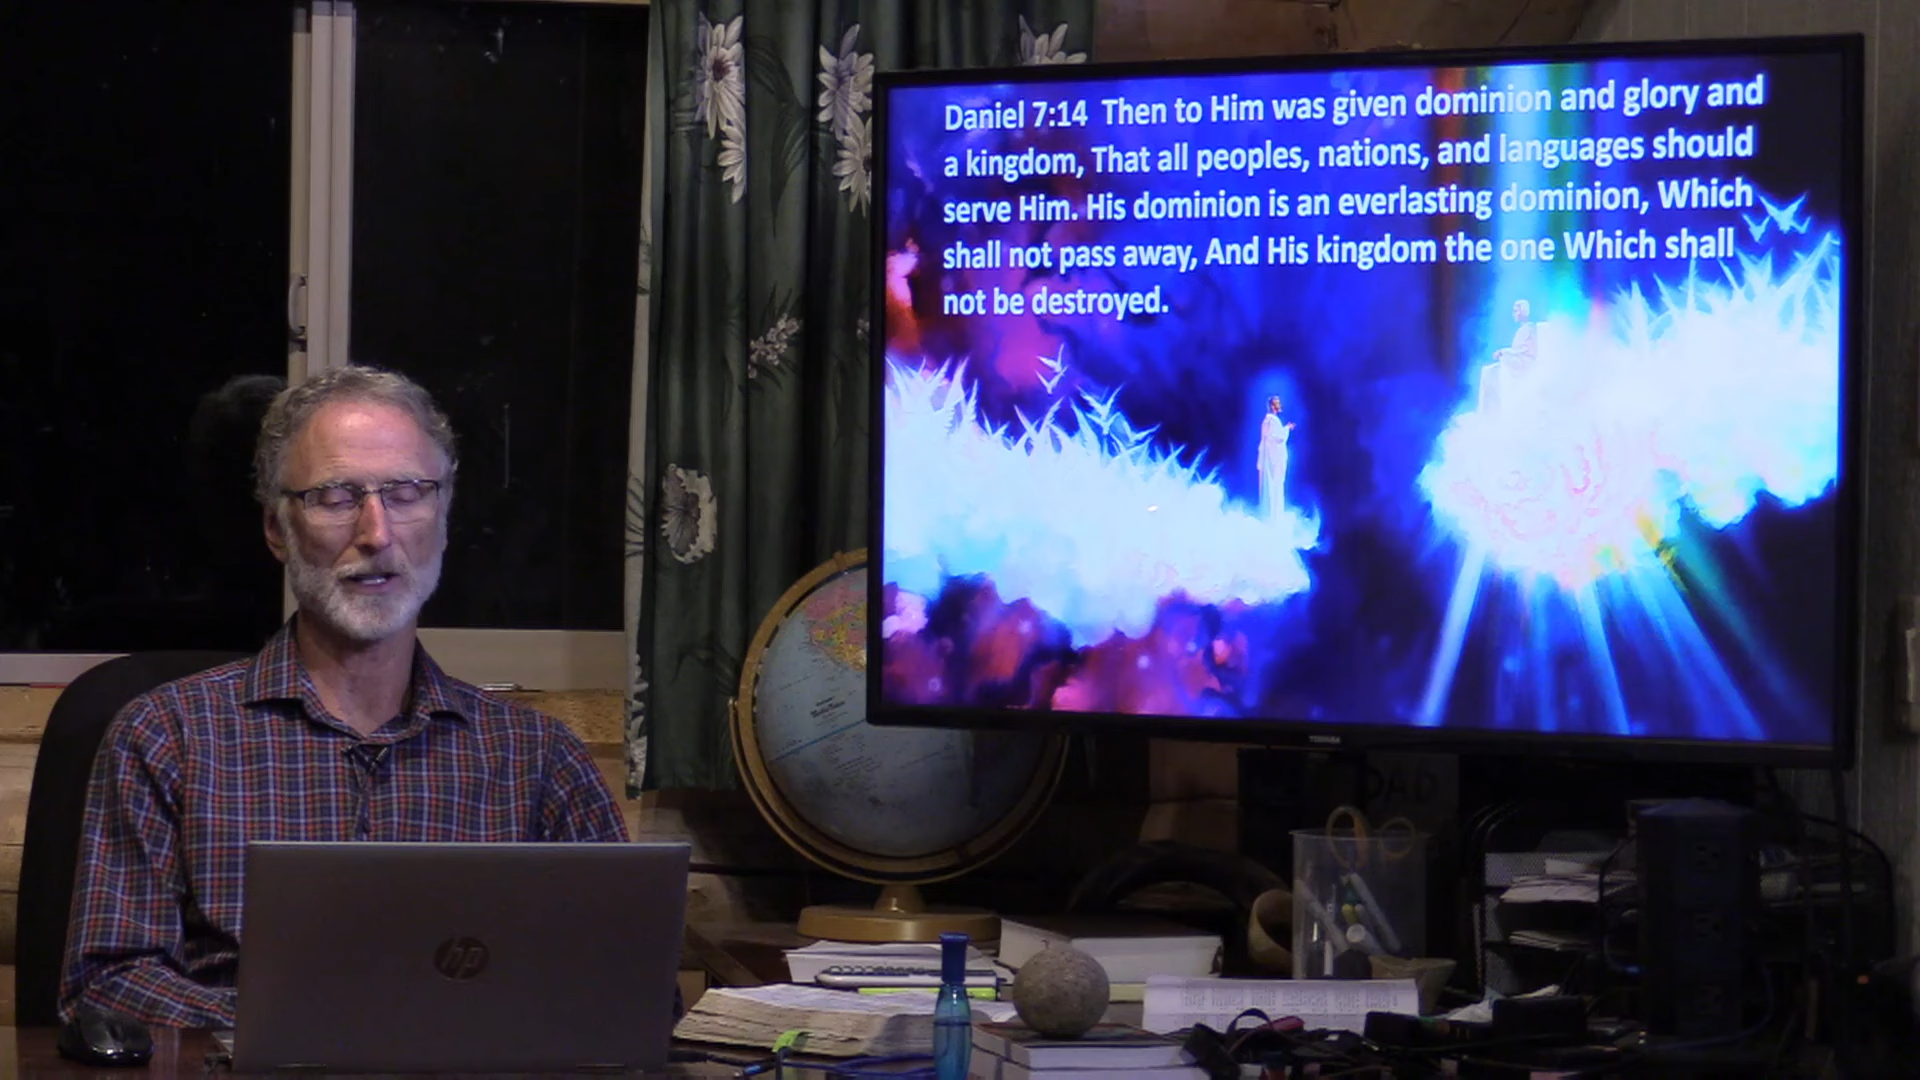 Daniel 7:14 Then to Him was given dominion and glory and
a kingdom, That all peoples, nations, and languages should
serve Him. His dominion is an everlasting dominion, Which
shall not pass away, And His kingdom the one Which shall
not be destroyed.
TOSHIBA
DAD
hp